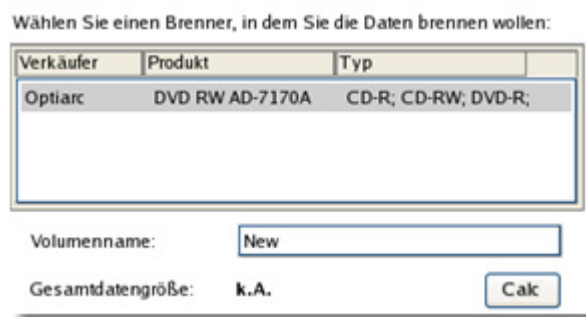 Wählen Sie einen Brenner, in dem Sie die Daten brennen wollen:
Verkäufer Produkt Typ
Optiarc DVD RW AD-7170A CD-R; CD-RW; DVD-R;
Volumenname: New
Gesamtdatengröße: k.A. Calc